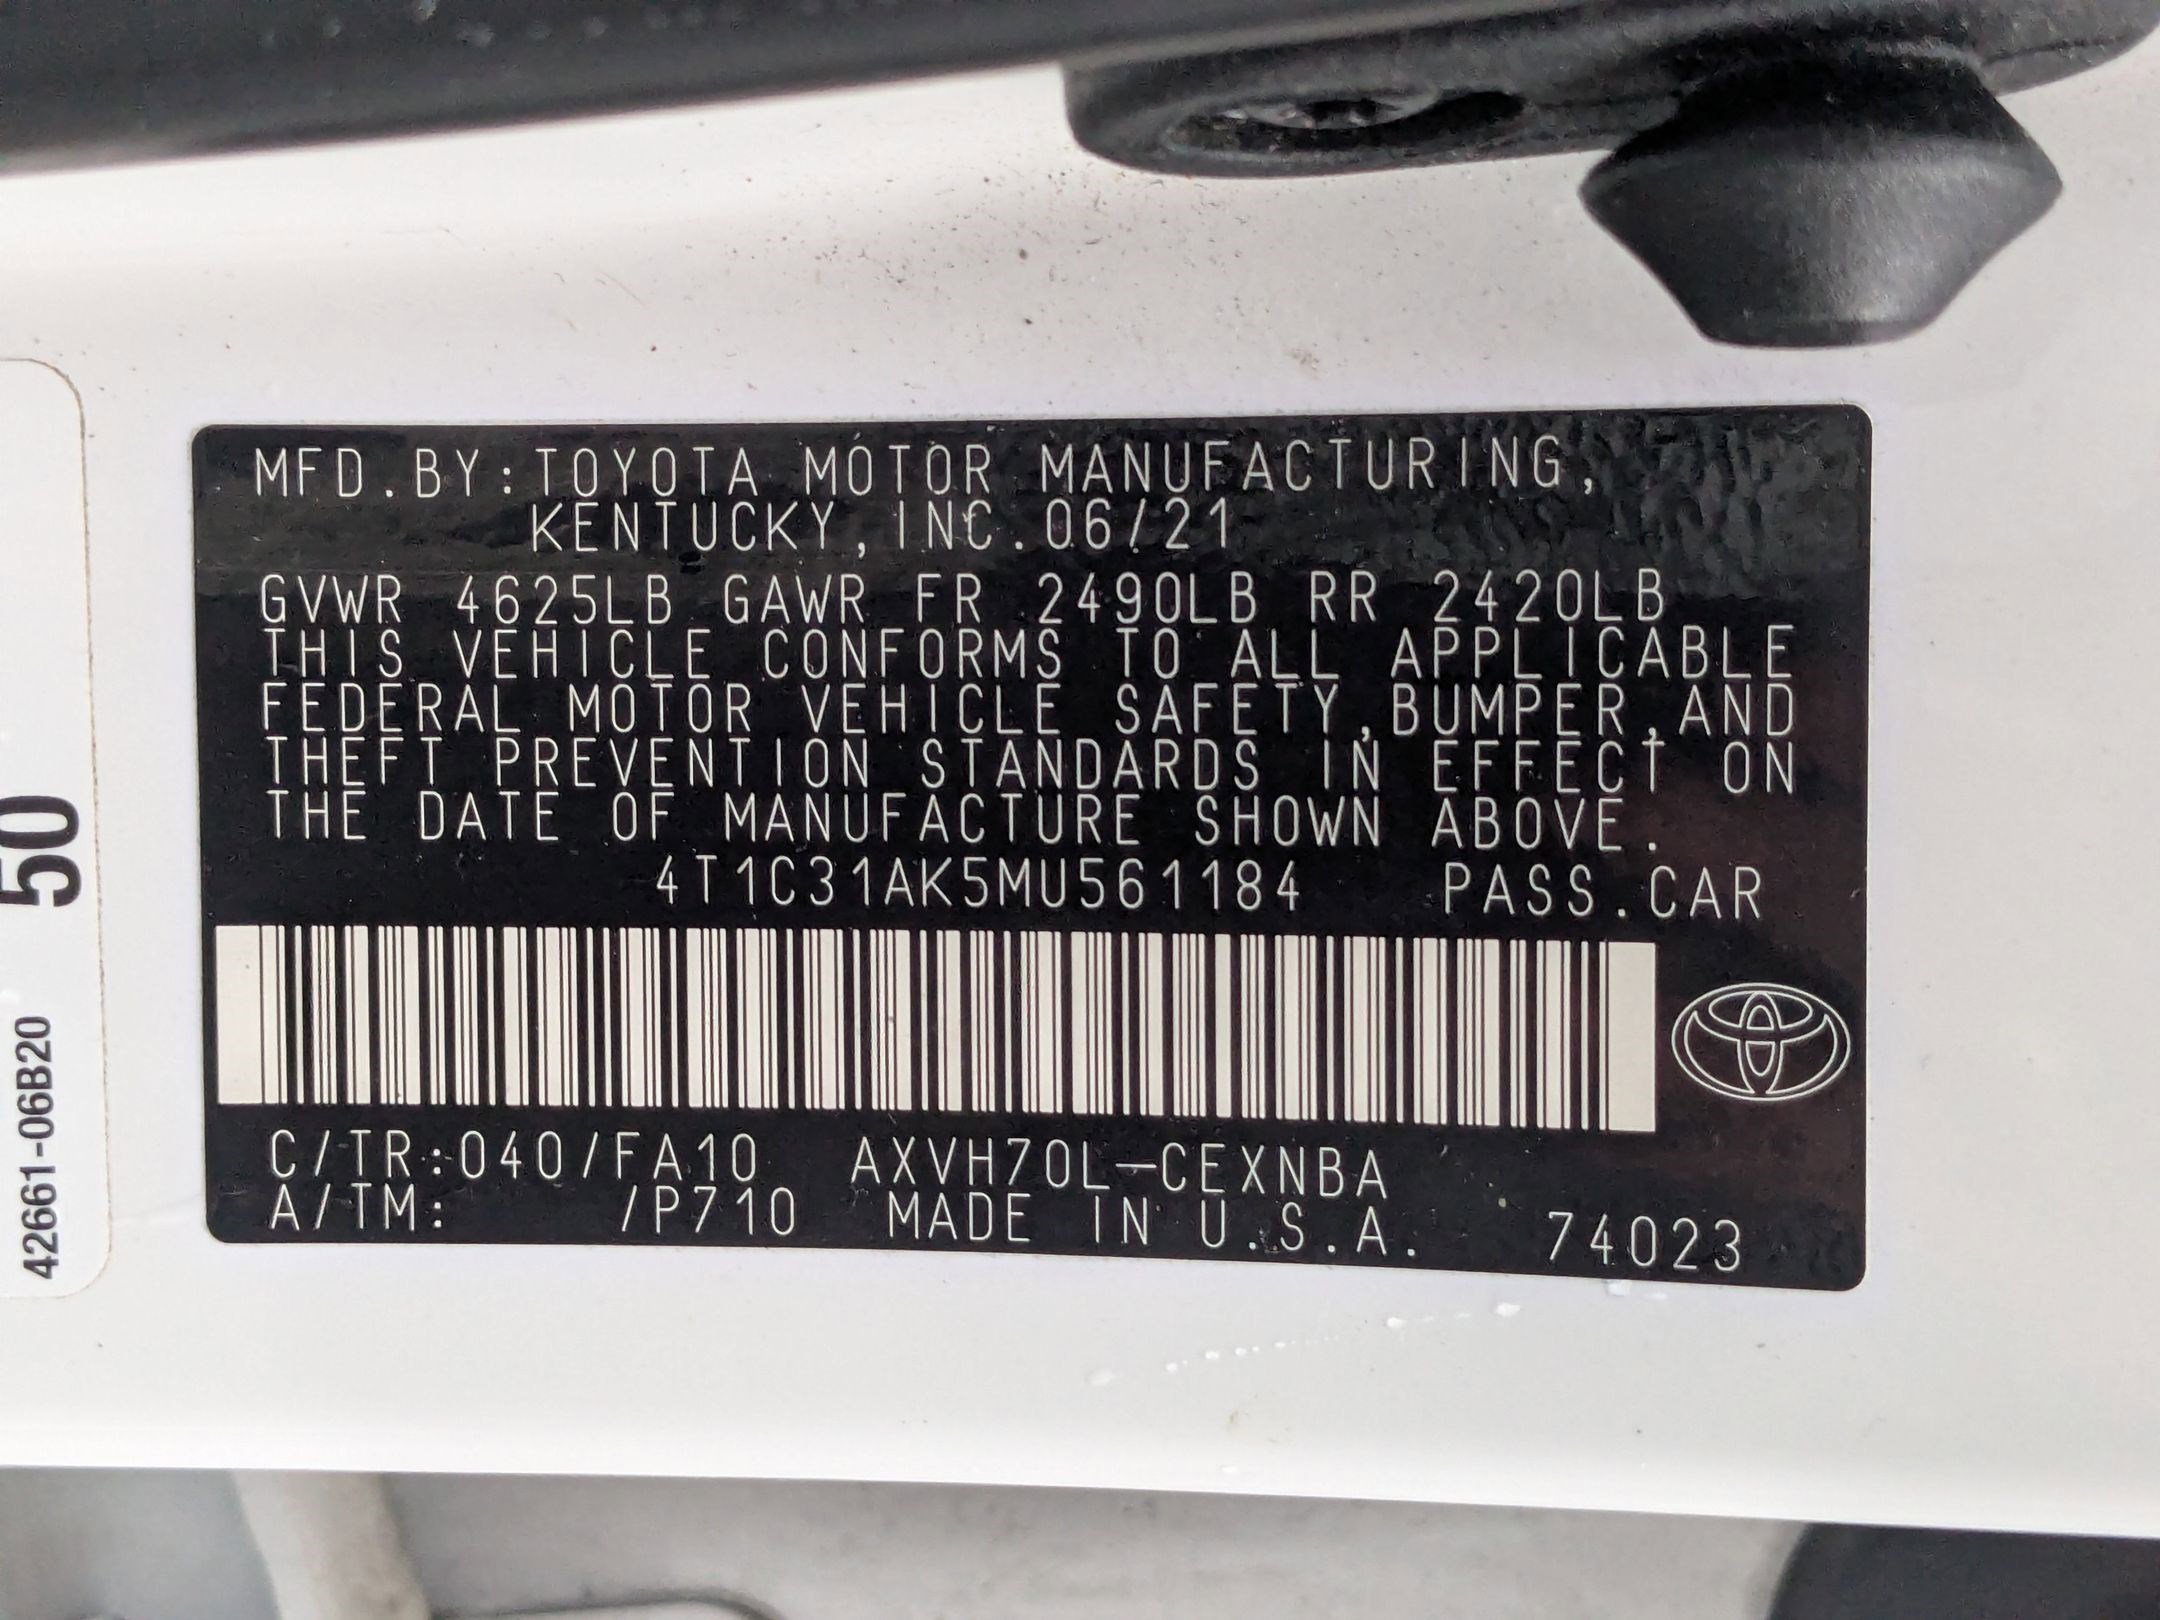 MFD.BY:TOYOTA MOTOR MANUFACTURING,
KENTUCKY,INC.06/21
GVWR 4625LB GAWR FR 2490LB RR 2420LB
THIS VEHICLE CONFORMS TO ALL APPLICABLE
FEDERAL MOTOR VEHICLE SAFETY,BUMPER,AND
THEFT PREVENTION STANDARDS IN EFFECT ON
THE DATE OF MANUFACTURE SHOWN ABOVE.
4T1C31AK5MU561184 PASS.CAR
C/TR:040/FA10 AXVH70L-CEXNBA
A/TM: /P710 MADE IN U.S.A. 74023
50
42661-06B20